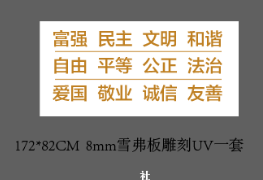 富强 民主 文明 和谐
自由 平等 公正 法治
爱国 敬业 诚信 友善
172*82CM 8mm雪弗板雕刻UV一套
社